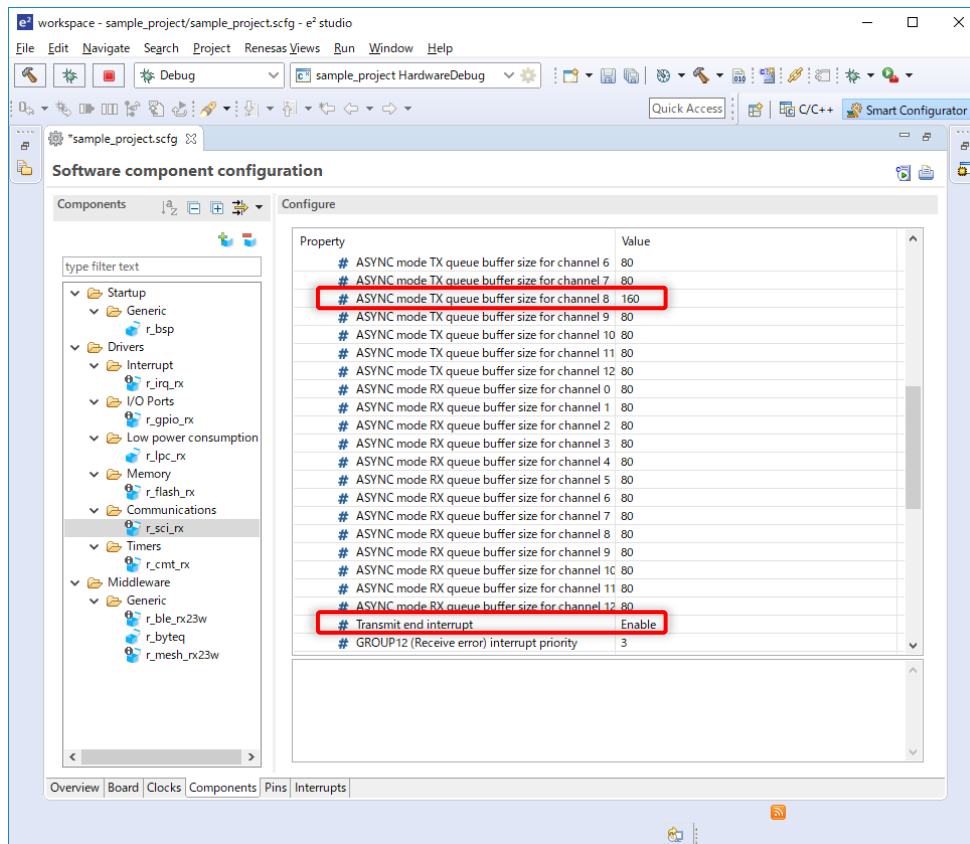 workspace - sample_project/sample_project.scfg - e² studio
File Edit Navigate Search Project Renesas Views Run Window Help
Debug
sample_project HardwareDebug
Quick Access
C/C++
Smart Configurator
*sample_project.scfg
Software component configuration
Components
Configure
type filter text
Startup
Generic
r_bsp
Drivers
Interrupt
r_irq_rx
I/O Ports
r_gpio_rx
Low power consumption
r_lpc_rx
Memory
r_flash_rx
Communications
r_sci_rx
Timers
r_cmt_rx
Middleware
Generic
r_ble_rx23w
r_byteq
r_mesh_rx23w
Property Value
# ASYNC mode TX queue buffer size for channel 6 80
# ASYNC mode TX queue buffer size for channel 7 80
# ASYNC mode TX queue buffer size for channel 8 160
# ASYNC mode TX queue buffer size for channel 9 80
# ASYNC mode TX queue buffer size for channel 10 80
# ASYNC mode TX queue buffer size for channel 11 80
# ASYNC mode TX queue buffer size for channel 12 80
# ASYNC mode RX queue buffer size for channel 0 80
# ASYNC mode RX queue buffer size for channel 1 80
# ASYNC mode RX queue buffer size for channel 2 80
# ASYNC mode RX queue buffer size for channel 3 80
# ASYNC mode RX queue buffer size for channel 4 80
# ASYNC mode RX queue buffer size for channel 5 80
# ASYNC mode RX queue buffer size for channel 6 80
# ASYNC mode RX queue buffer size for channel 7 80
# ASYNC mode RX queue buffer size for channel 8 80
# ASYNC mode RX queue buffer size for channel 9 80
# ASYNC mode RX queue buffer size for channel 10 80
# ASYNC mode RX queue buffer size for channel 11 80
# ASYNC mode RX queue buffer size for channel 12 80
# Transmit end interrupt Enable
# GROUP12 (Receive error) interrupt priority 3
Overview Board Clocks Components Pins Interrupts